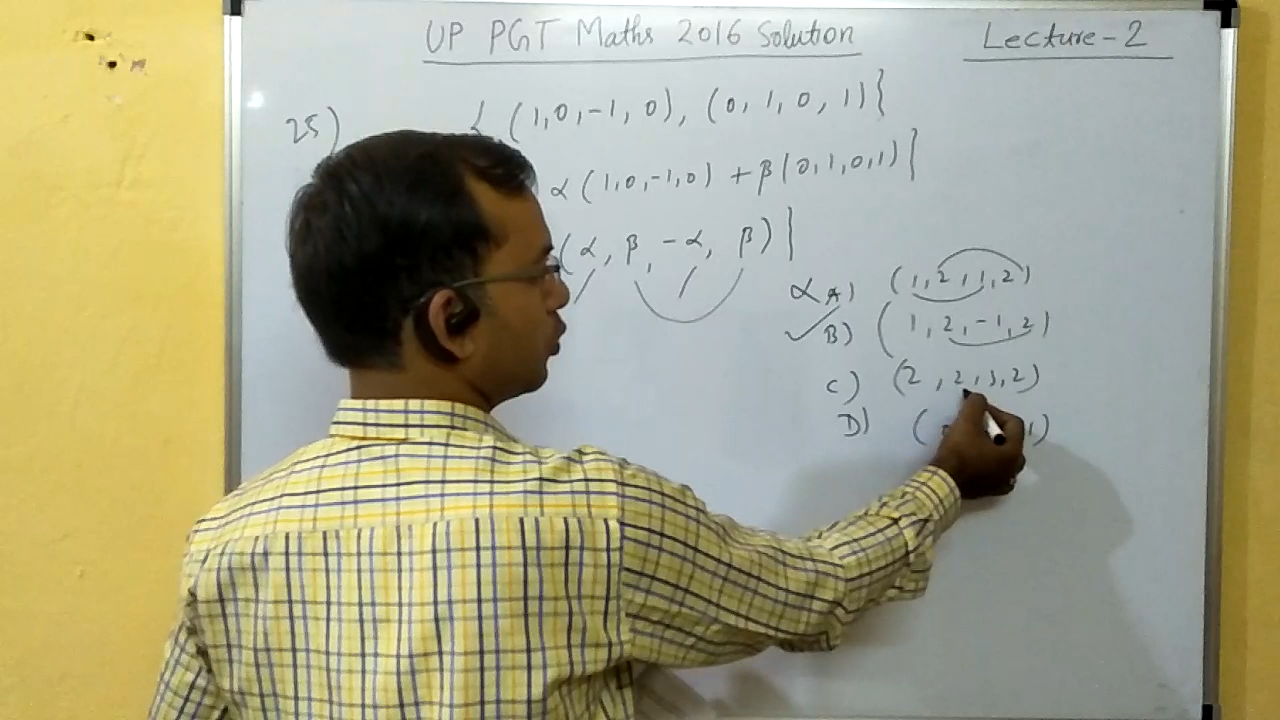 UP PGT Maths 2016 Solution Lecture-2
25) { (1,0,-1,0), (0,1,0,1)}
α(1,0,-1,0) + β(0,1,0,1)}
(α, β, -α, β)}
A) (1,2,1,2)
B) (1,2,-1,2)
C) (2,2,1,2)
D) ( 1)